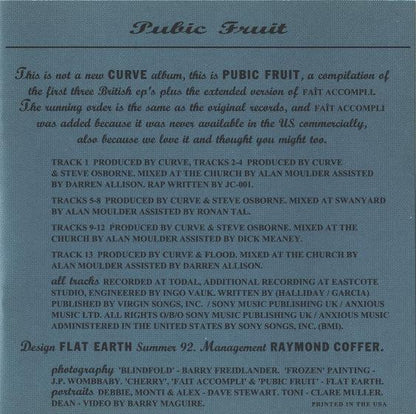 Pubic Fruit
This is not a new CURVE album, this is PUBIC FRUIT, a compilation of
the first three British ep's plus the extended version of FAÎT ACCOMPLI.
The running order is the same as the original records, and FAÎT ACCOMPLI
was added because it was never available in the US commercially,
also because we love it and thought you might too.
TRACK 1 PRODUCED BY CURVE, TRACKS 2-4 PRODUCED BY CURVE
& STEVE OSBORNE. MIXED AT THE CHURCH BY ALAN MOULDER ASSISTED
BY DARREN ALLISON. RAP WRITTEN BY JC-001.
TRACKS 5-8 PRODUCED BY CURVE & STEVE OSBORNE. MIXED AT SWANYARD
BY ALAN MOULDER ASSISTED BY RONAN TAL.
TRACKS 9-12 PRODUCED BY CURVE & STEVE OSBORNE. MIXED AT THE
CHURCH BY ALAN MOULDER ASSISTED BY DICK MEANEY.
TRACK 13 PRODUCED BY CURVE & FLOOD. MIXED AT THE CHURCH BY
ALAN MOULDER ASSISTED BY DARREN ALLISON.
all tracks RECORDED AT TODAL, ADDITIONAL RECORDING AT EASTCOTE
STUDIO, ENGINEERED BY INGO VAUK. WRITTEN BY (HALLIDAY / GARCIA)
PUBLISHED BY VIRGIN SONGS, INC. / SONY MUSIC PUBLISHING UK / ANXIOUS
MUSIC LTD. ALL RIGHTS O/B/O SONY MUSIC PUBLISHING UK / ANXIOUS MUSIC
ADMINISTERED IN THE UNITED STATES BY SONY SONGS, INC. (BMI).
Design FLAT EARTH Summer 92. Management RAYMOND COFFER.
photography 'BLINDFOLD' - BARRY FREIDLANDER. 'FROZEN' PAINTING -
J.P. WOMBBABY. 'CHERRY', 'FAIT ACCOMPLI' & 'PUBIC FRUIT' - FLAT EARTH.
portraits DEBBIE, MONTI & ALEX - DAVE STEWART. TONI - CLARE MULLER.
DEAN - VIDEO BY BARRY MAGUIRE.
PRINTED IN THE USA